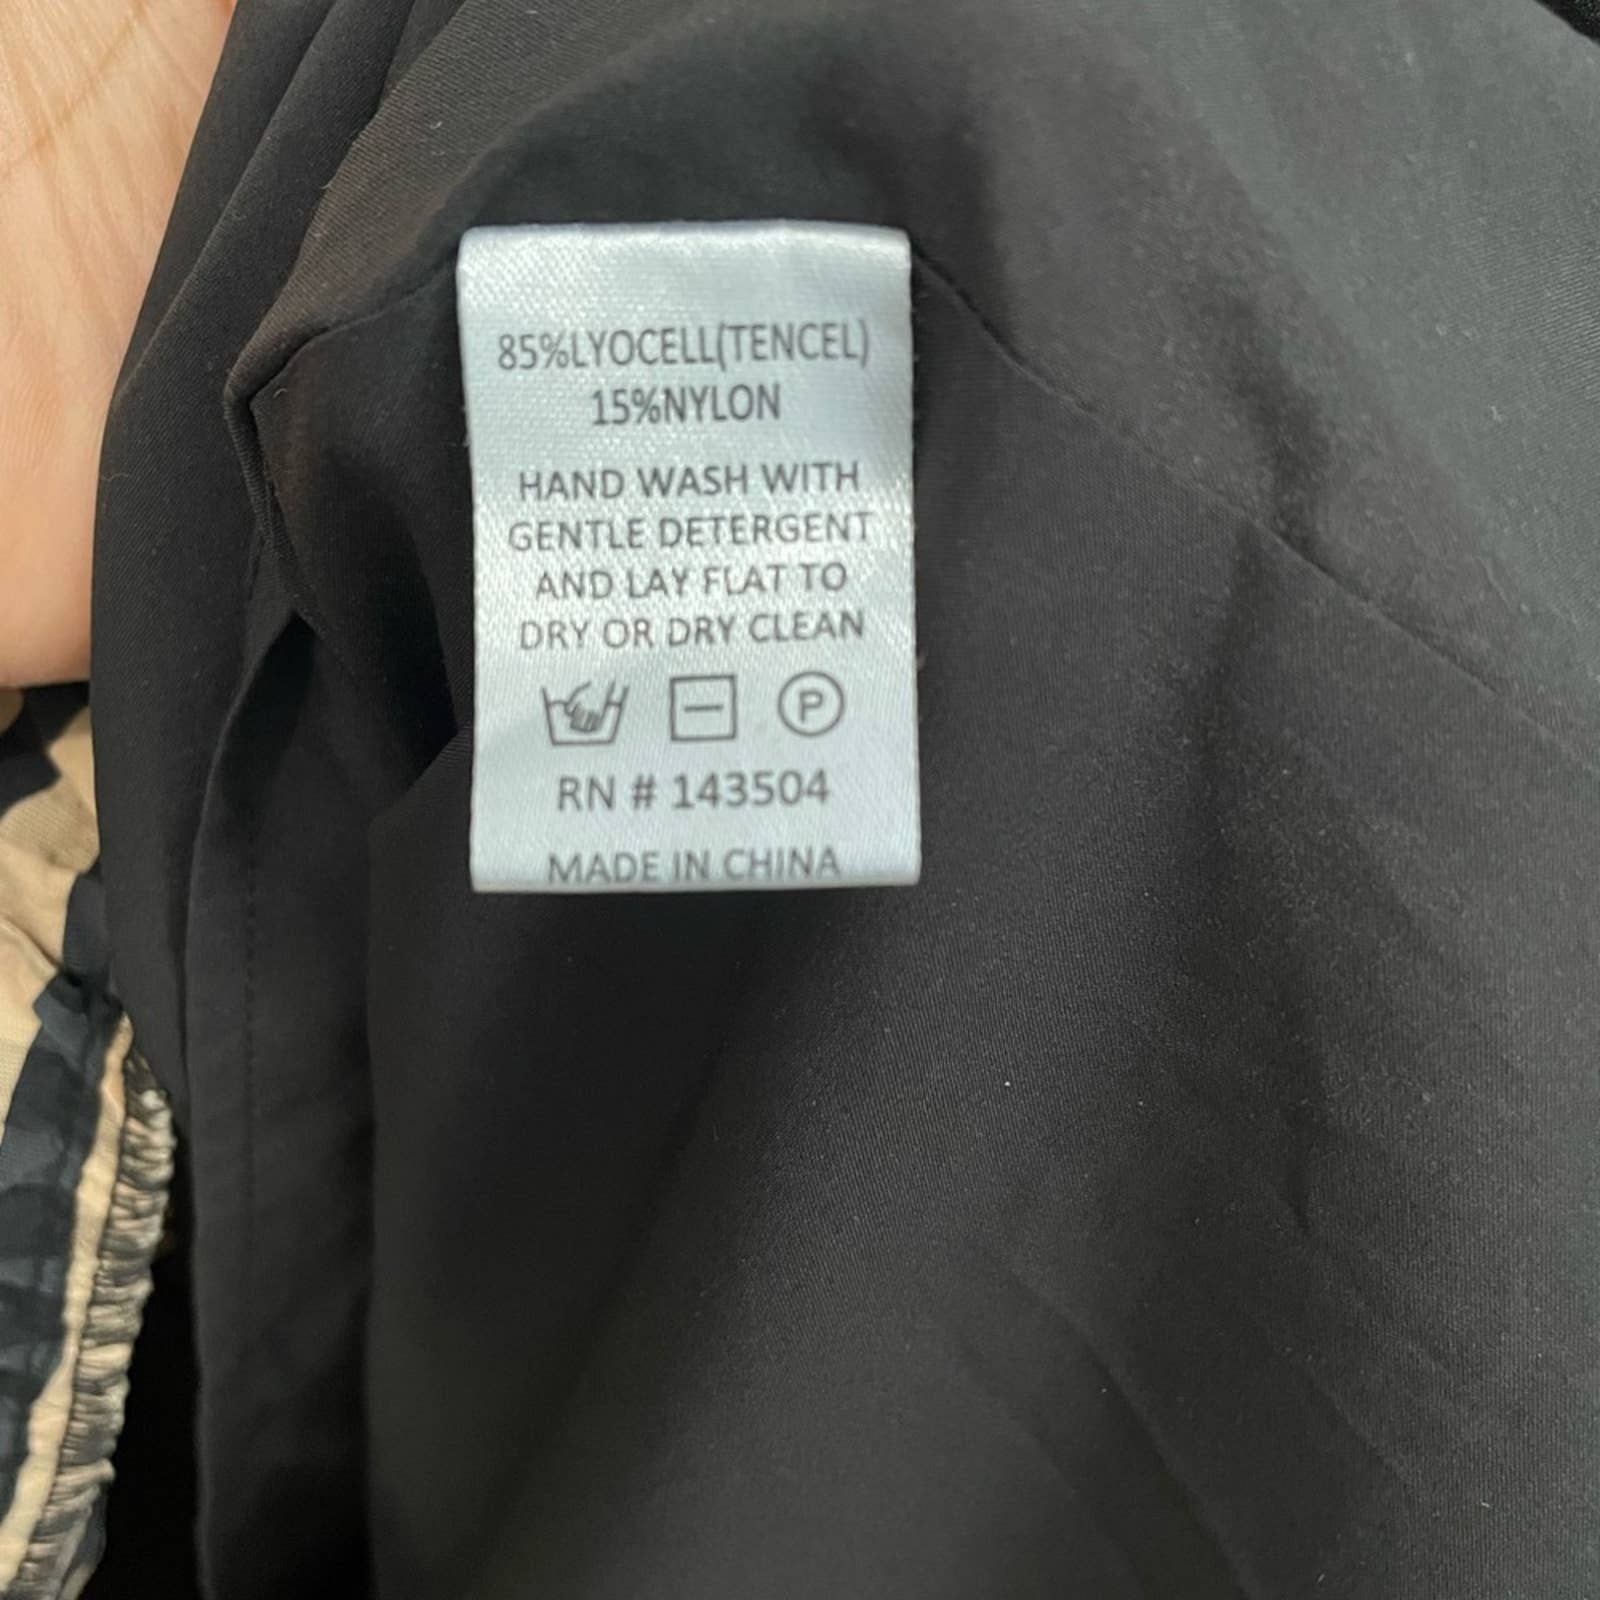 85%LYOCELL(TENCEL)
15%NYLON
HAND WASH WITH
GENTLE DETERGENT
AND LAY FLAT TO
DRY OR DRY CLEAN
P
RN # 143504
MADE IN CHINA